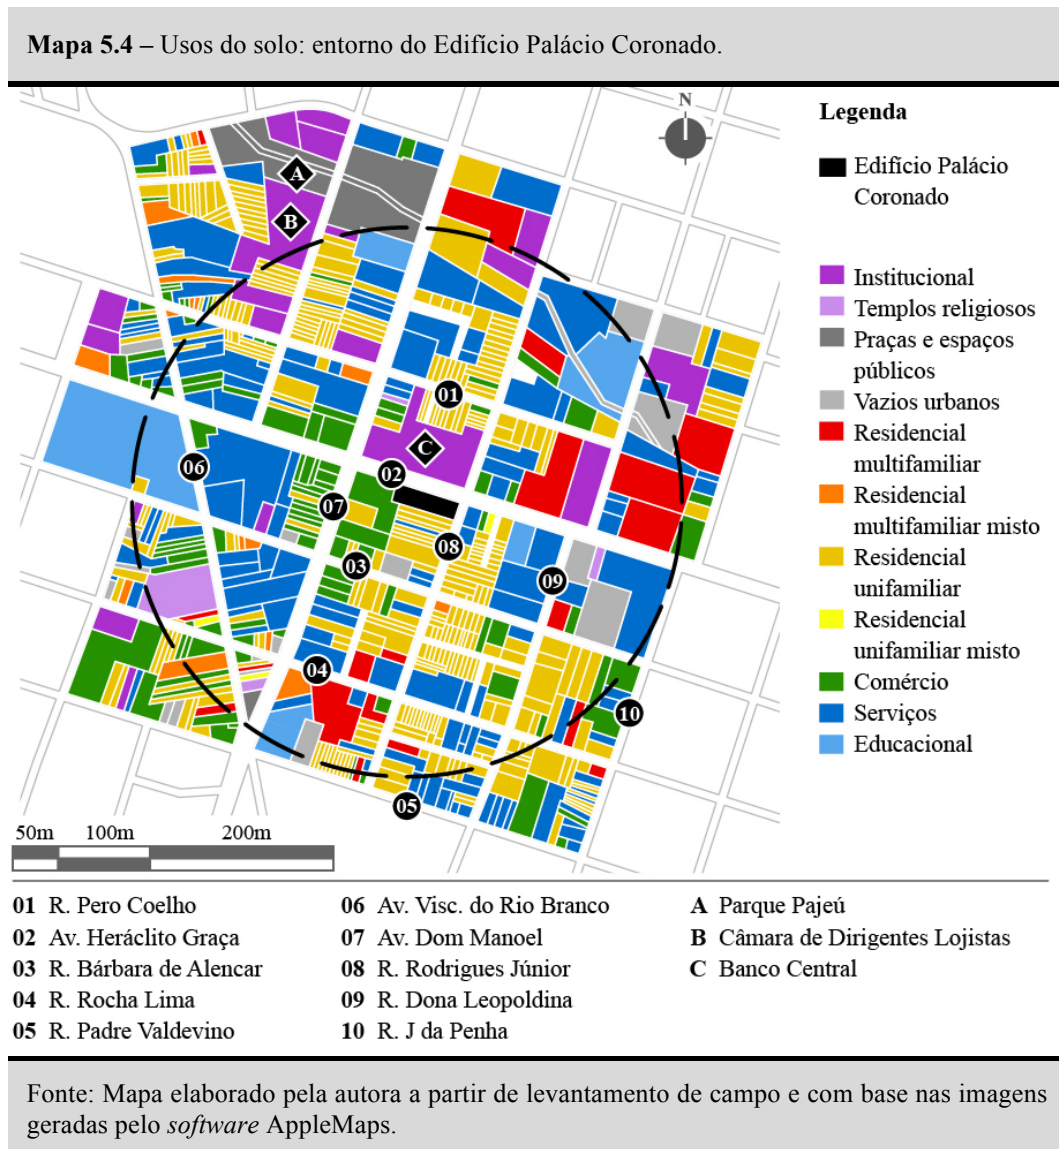 Mapa 5.4 – Usos do solo: entorno do Edifício Palácio Coronado.
N
Legenda
Edifício Palácio
Coronado
Institucional
Templos religiosos
Praças e espaços
públicos
Vazios urbanos
Residencial
multifamiliar
Residencial
multifamiliar misto
Residencial
unifamiliar
Residencial
unifamiliar misto
Comércio
Serviços
Educacional
A
B
01
C
02
06
07
08
03
09
04
10
05
50m 100m 200m
01 R. Pero Coelho
02 Av. Heráclito Graça
03 R. Bárbara de Alencar
04 R. Rocha Lima
05 R. Padre Valdevino
06 Av. Visc. do Rio Branco
07 Av. Dom Manoel
08 R. Rodrigues Júnior
09 R. Dona Leopoldina
10 R. J da Penha
A Parque Pajeú
B Câmara de Dirigentes Lojistas
C Banco Central
Fonte: Mapa elaborado pela autora a partir de levantamento de campo e com base nas imagens
geradas pelo software AppleMaps.